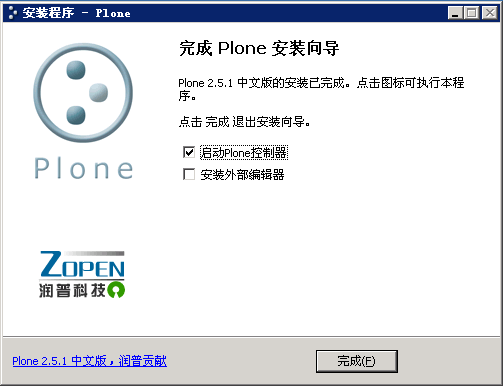 安装程序 - Plone
完成 Plone 安装向导
Plone 2.5.1 中文版的安装已完成。点击图标可执行本程
序。
点击 完成 退出安装向导。
启动Plone控制器
安装外部编辑器
Plone
ZOPEN
润普科技
Plone 2.5.1 中文版，润普贡献
完成(F)